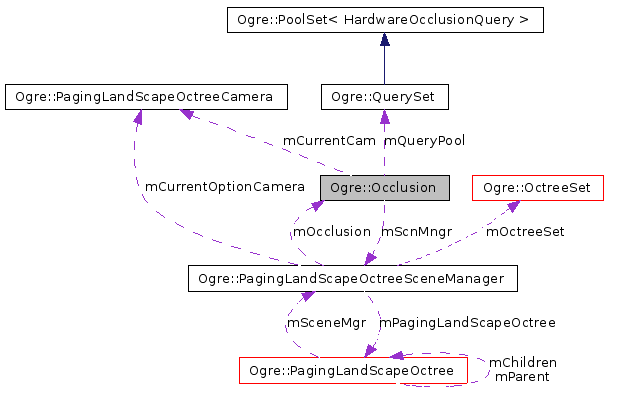 Ogre::PoolSet< HardwareOcclusionQuery >
Ogre::PagingLandScapeOctreeCamera
Ogre::QuerySet
mCurrentCam
mQueryPool
mCurrentOptionCamera
Ogre::Occlusion
Ogre::OctreeSet
mOcclusion
mScnMngr
mOctreeSet
Ogre::PagingLandScapeOctreeSceneManager
mSceneMgr
mPagingLandScapeOctree
Ogre::PagingLandScapeOctree
mChildren
mParent